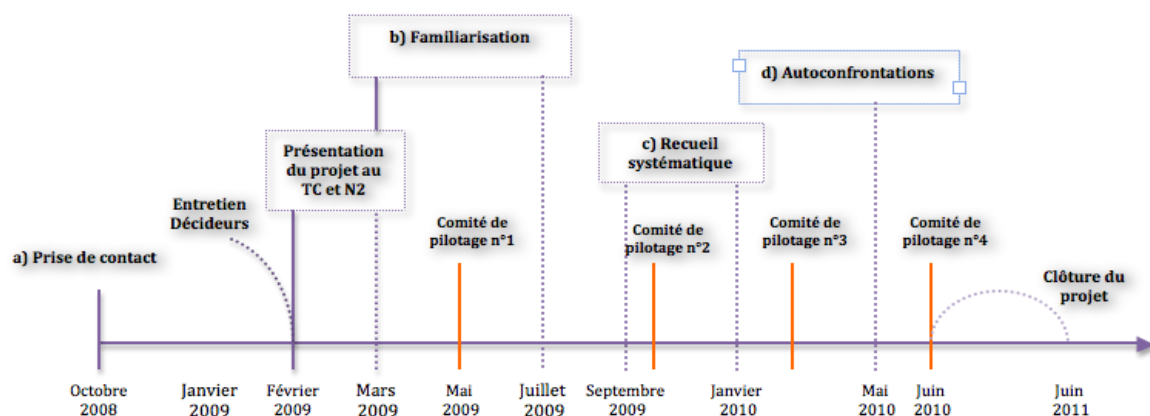 b) Familiarisation
d) Autoconfrontations
Présentation
du projet au
TC et N2
c) Recueil
systématique
Entretien
Décideurs
Comité de
pilotage n°1
Comité de
pilotage n°2
Comité de
pilotage n°3
Comité de
pilotage n°4
a) Prise de contact
Clôture du
projet
Octobre
2008
Janvier
2009
Février
2009
Mars
2009
Mai
2009
Juillet
2009
Septembre
2009
Janvier
2010
Mai
2010
Juin
2010
Juin
2011